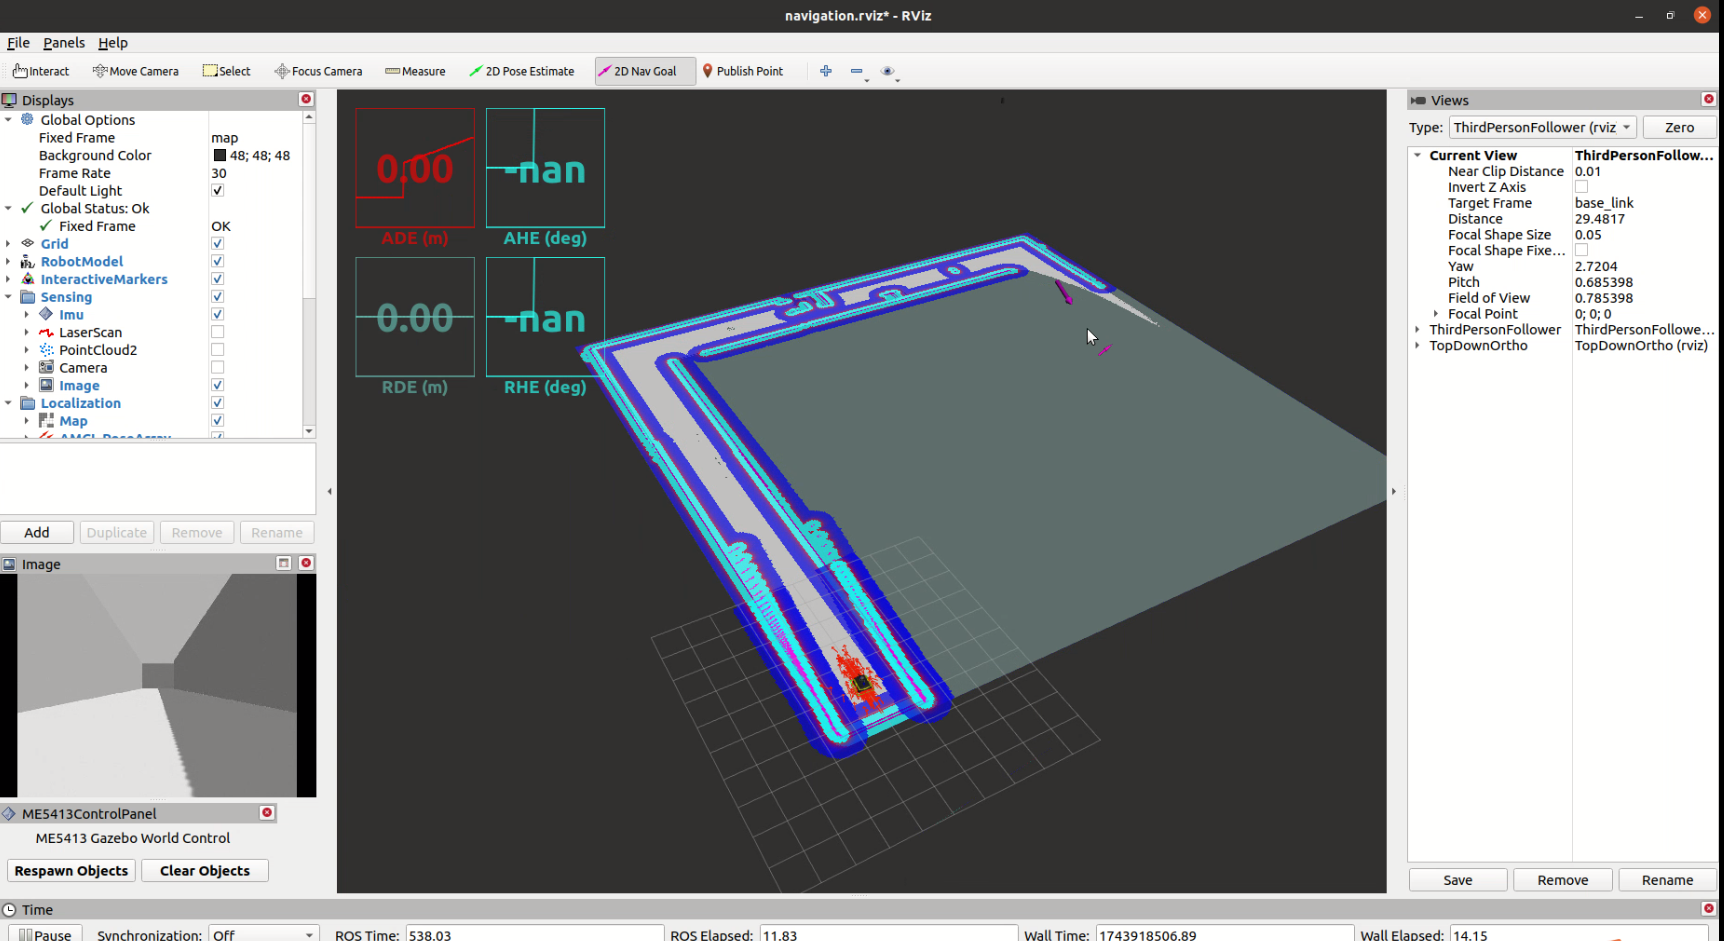 navigation.rviz* - RViz
File Panels Help
Interact Move Camera Select Focus Camera Measure 2D Pose Estimate 2D Nav Goal Publish Point
Displays
Global Options
Fixed Frame map
Background Color 48; 48; 48
Frame Rate 30
Default Light
Global Status: Ok
Fixed Frame OK
Grid
RobotModel
InteractiveMarkers
Sensing
Imu
LaserScan
PointCloud2
Camera
Image
Localization
Map
AMCL PoseArray
Add Duplicate Remove Rename
Image
ME5413ControlPanel
ME5413 Gazebo World Control
Respawn Objects Clear Objects
0.00 -nan
ADE (m) AHE (deg)
0.00 -nan
RDE (m) RHE (deg)
Views
Type: ThirdPersonFollower (rviz Zero
Current View ThirdPersonFollow...
Near Clip Distance 0.01
Invert Z Axis
Target Frame base_link
Distance 29.4817
Focal Shape Size 0.05
Focal Shape Fixe...
Yaw 2.7204
Pitch 0.685398
Field of View 0.785398
Focal Point 0; 0; 0
ThirdPersonFollower ThirdPersonFollowe...
TopDownOrtho TopDownOrtho (rviz)
Save Remove Rename
Time
Pause Synchronization: Off ROS Time: 538.03 ROS Elapsed: 11.83 Wall Time: 1743918506.89 Wall Elapsed: 14.15